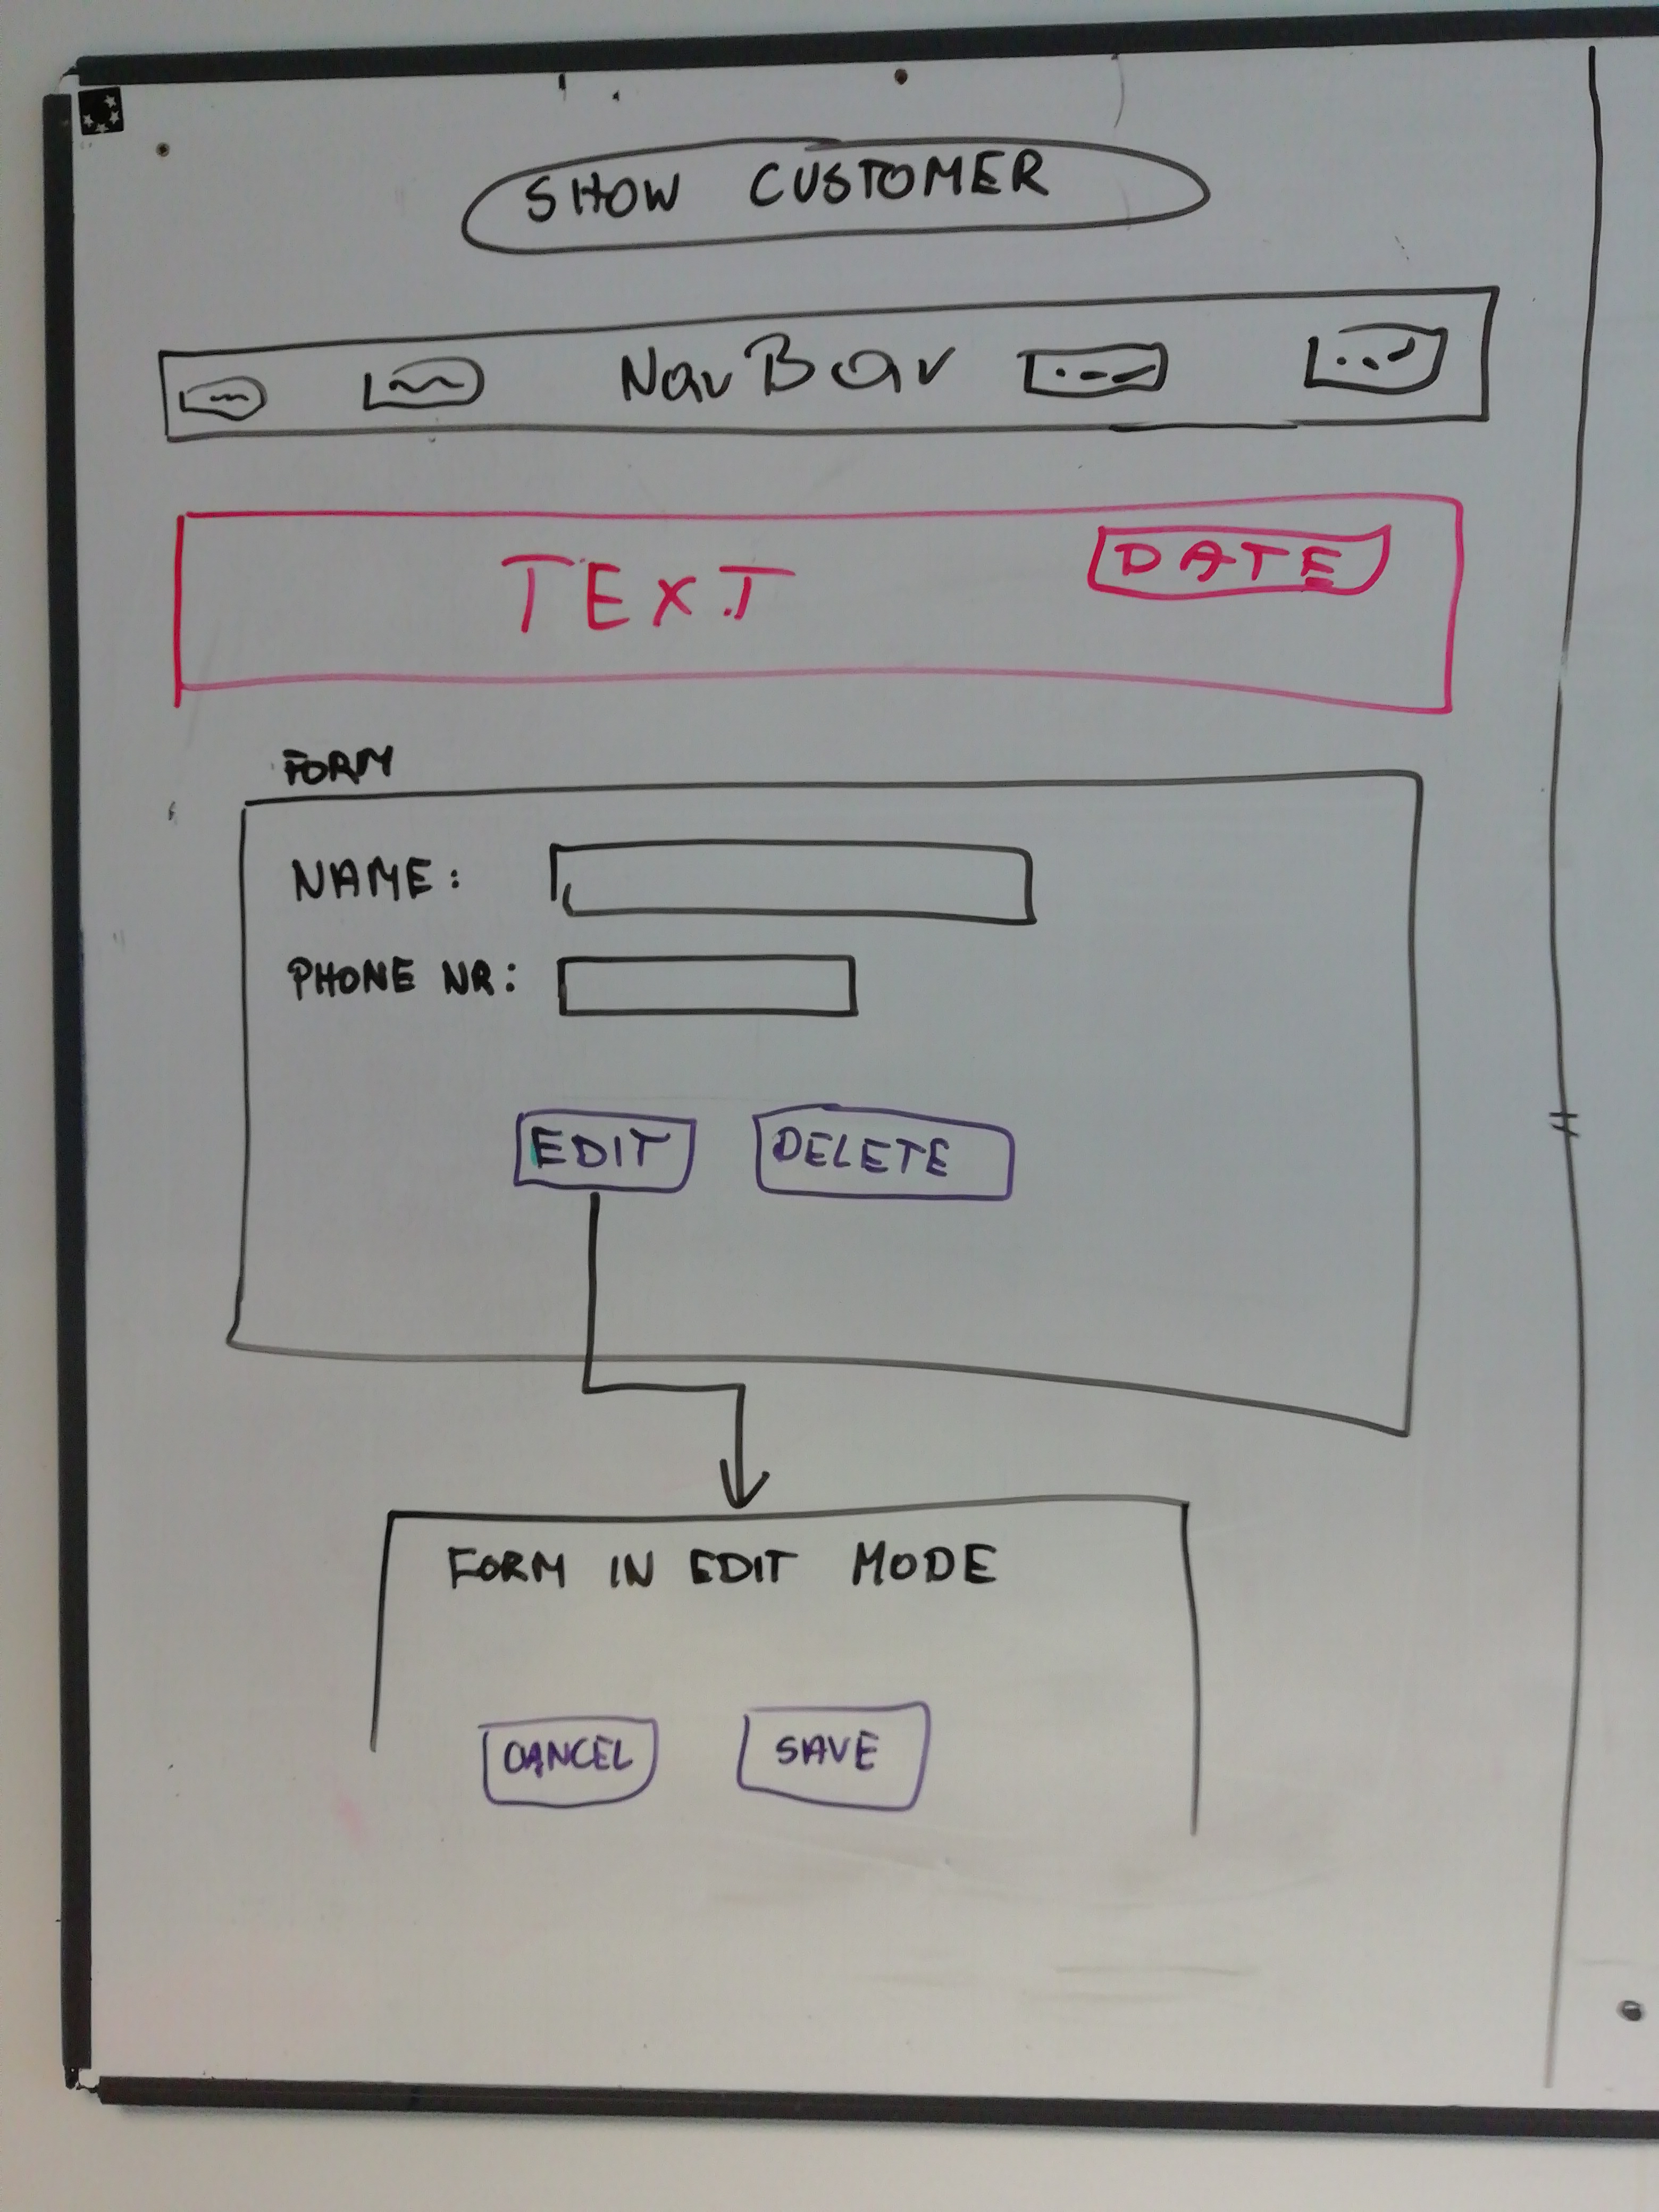 SHOW CUSTOMER
NavBar
TEXT
DATE
FORM
NAME:
PHONE NR:
EDIT DELETE
FORM IN EDIT MODE
CANCEL SAVE